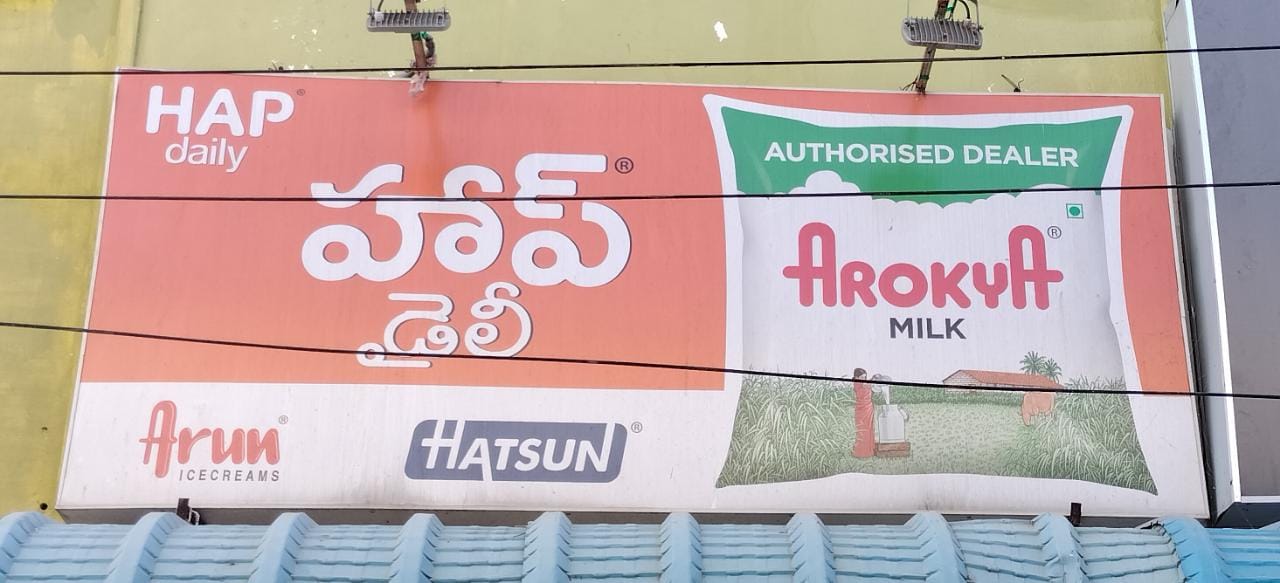 HAP®
daily
హాప్®
డైలీ
Arun®
ICECREAMS
HATSUN®
AUTHORISED DEALER
AROKYA®
MILK